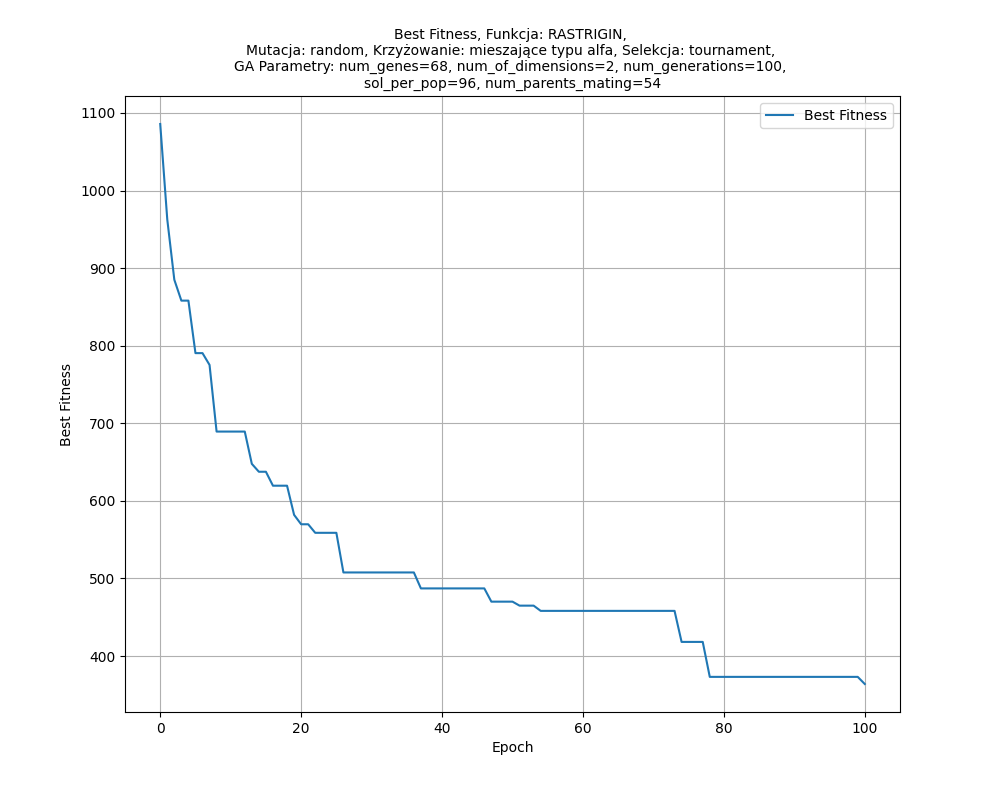 Best Fitness, Funkcja: RASTRIGIN,
Mutacja: random, Krzyżowanie: mieszające typu alfa, Selekcja: tournament,
GA Parametry: num_genes=68, num_of_dimensions=2, num_generations=100,
sol_per_pop=96, num_parents_mating=54
Best Fitness
1100
1000
900
800
700
600
500
400
Best Fitness
0 20 40 60 80 100
Epoch